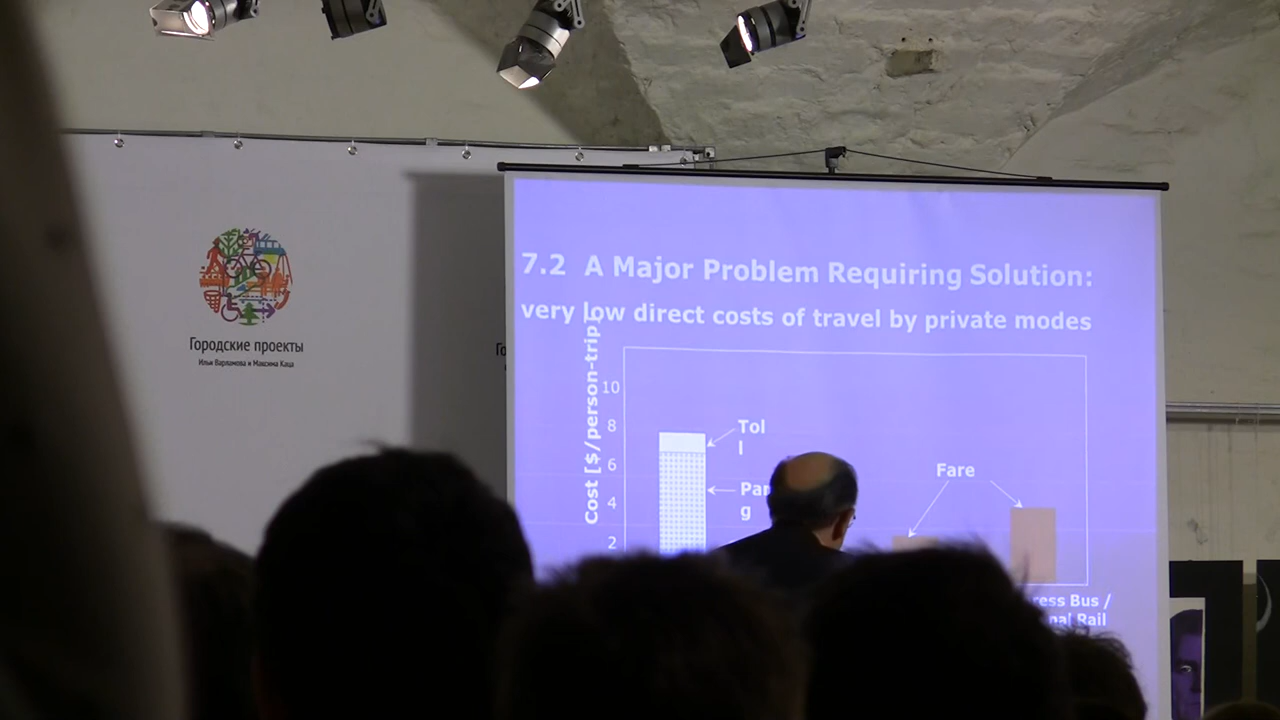 Городские проекты
Ильи Варламова и Максима Каца
Го
7.2 A Major Problem Requiring Solution:
very low direct costs of travel by private modes
Cost [$/person-trip]
10
8
6
4
2
Tol
l
Par
g
Fare
ress Bus /
nal Rail